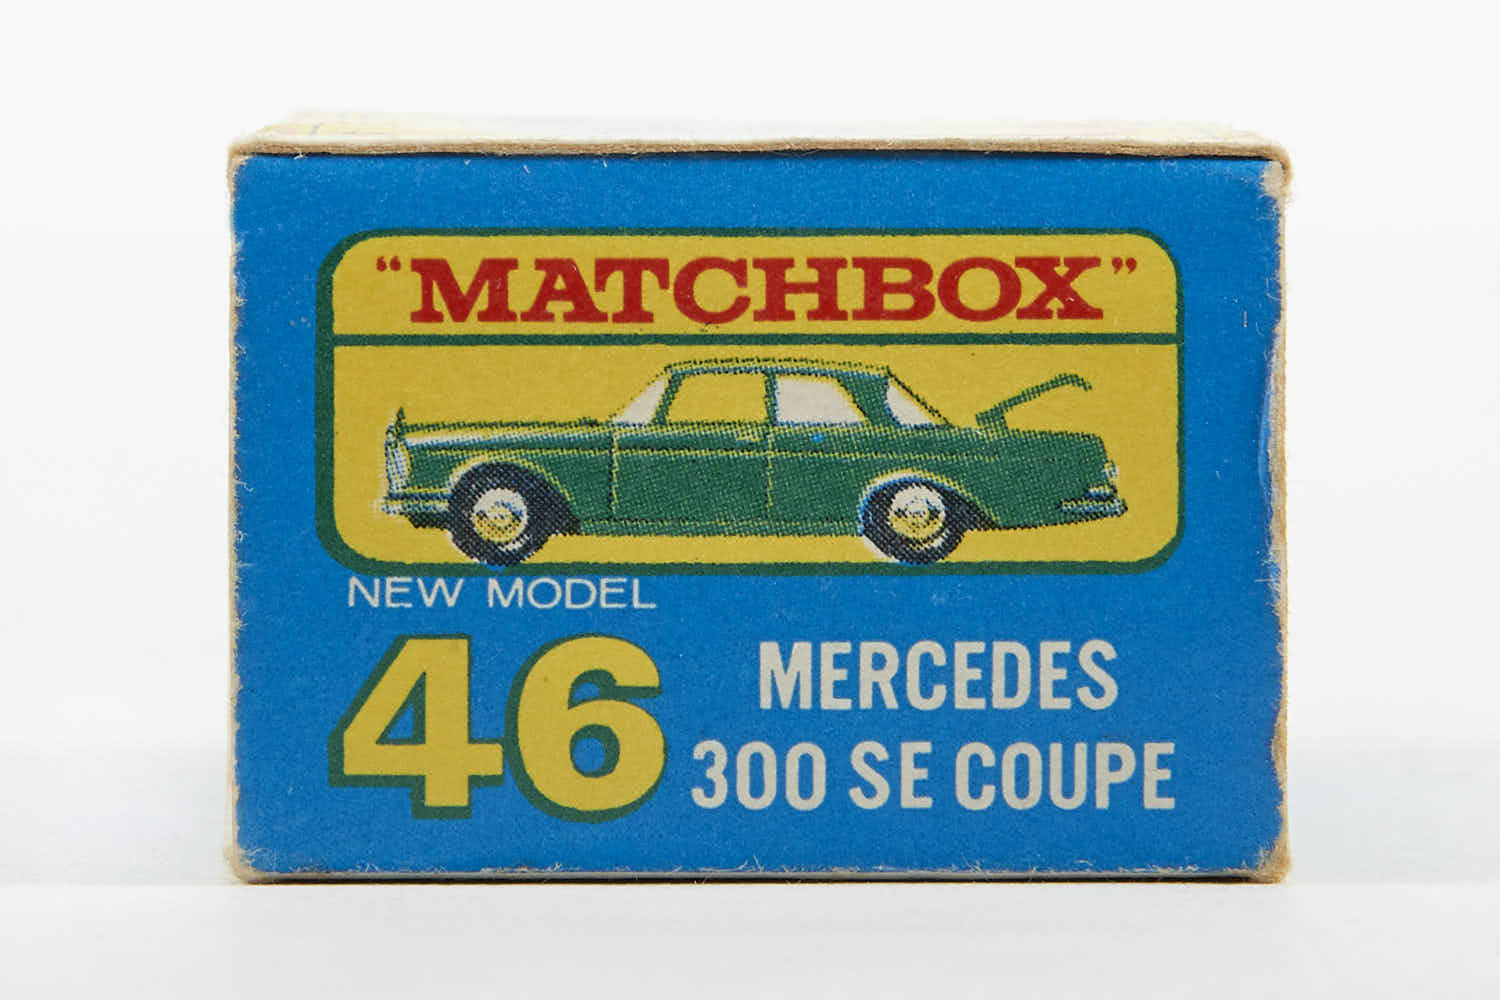 “MATCHBOX”
NEW MODEL
46
MERCEDES
300 SE COUPE